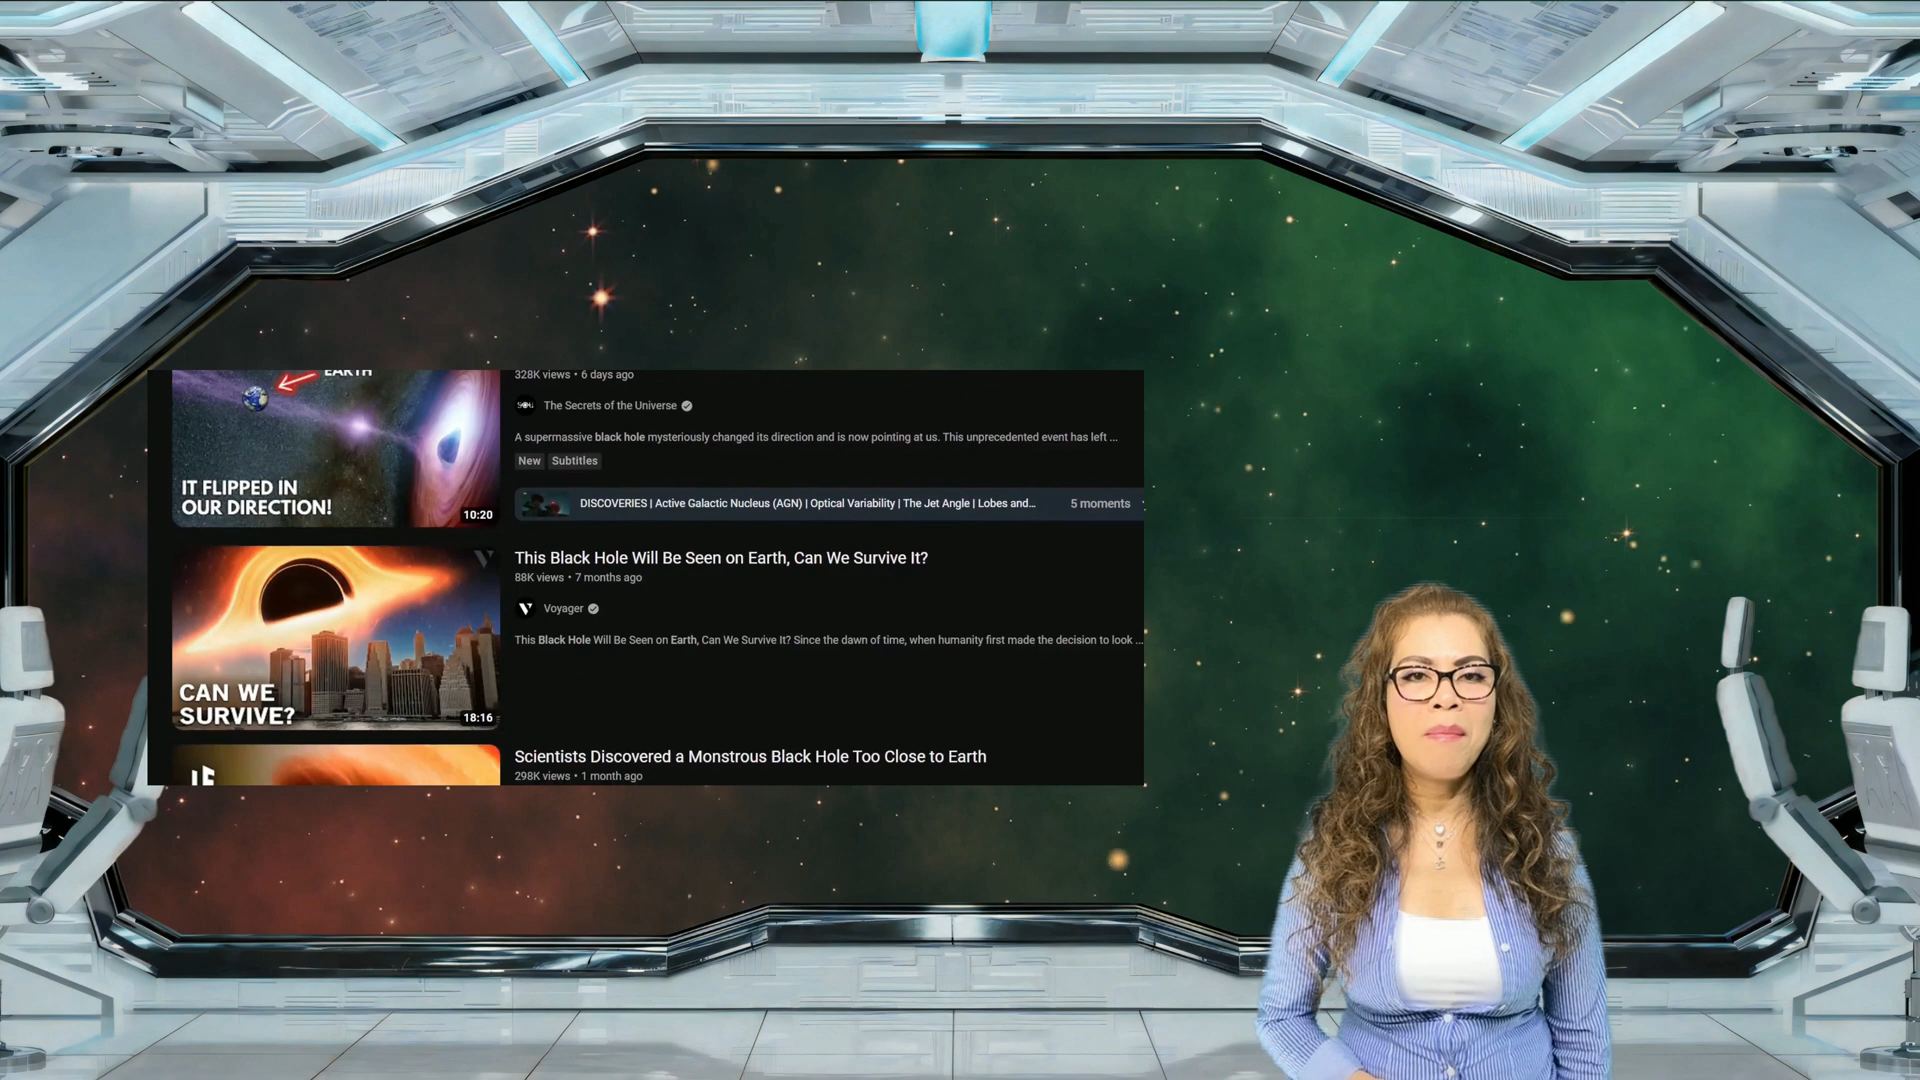 EARTH
IT FLIPPED IN
OUR DIRECTION!
10:20
328K views • 6 days ago
The Secrets of the Universe
A supermassive black hole mysteriously changed its direction and is now pointing at us. This unprecedented event has left ...
New Subtitles
DISCOVERIES | Active Galactic Nucleus (AGN) | Optical Variability | The Jet Angle | Lobes and... 5 moments
CAN WE
SURVIVE?
18:16
This Black Hole Will Be Seen on Earth, Can We Survive It?
88K views • 7 months ago
Voyager
This Black Hole Will Be Seen on Earth, Can We Survive It? Since the dawn of time, when humanity first made the decision to look ...
Scientists Discovered a Monstrous Black Hole Too Close to Earth
298K views • 1 month ago